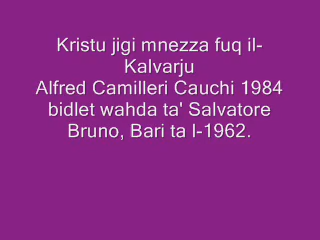 Kristu jigi mnezza fuq il-
Kalvarju
Alfred Camilleri Cauchi 1984
bidlet wahda ta' Salvatore
Bruno, Bari ta l-1962.